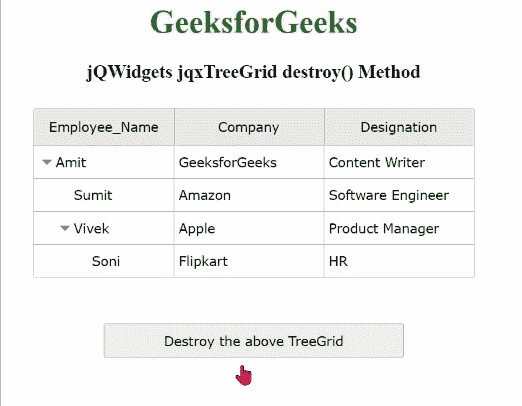 GeeksforGeeks
jQWidgets jqxTreeGrid destroy() Method
Employee_Name Company Designation
Amit GeeksforGeeks Content Writer
Sumit Amazon Software Engineer
Vivek Apple Product Manager
Soni Flipkart HR
Destroy the above TreeGrid